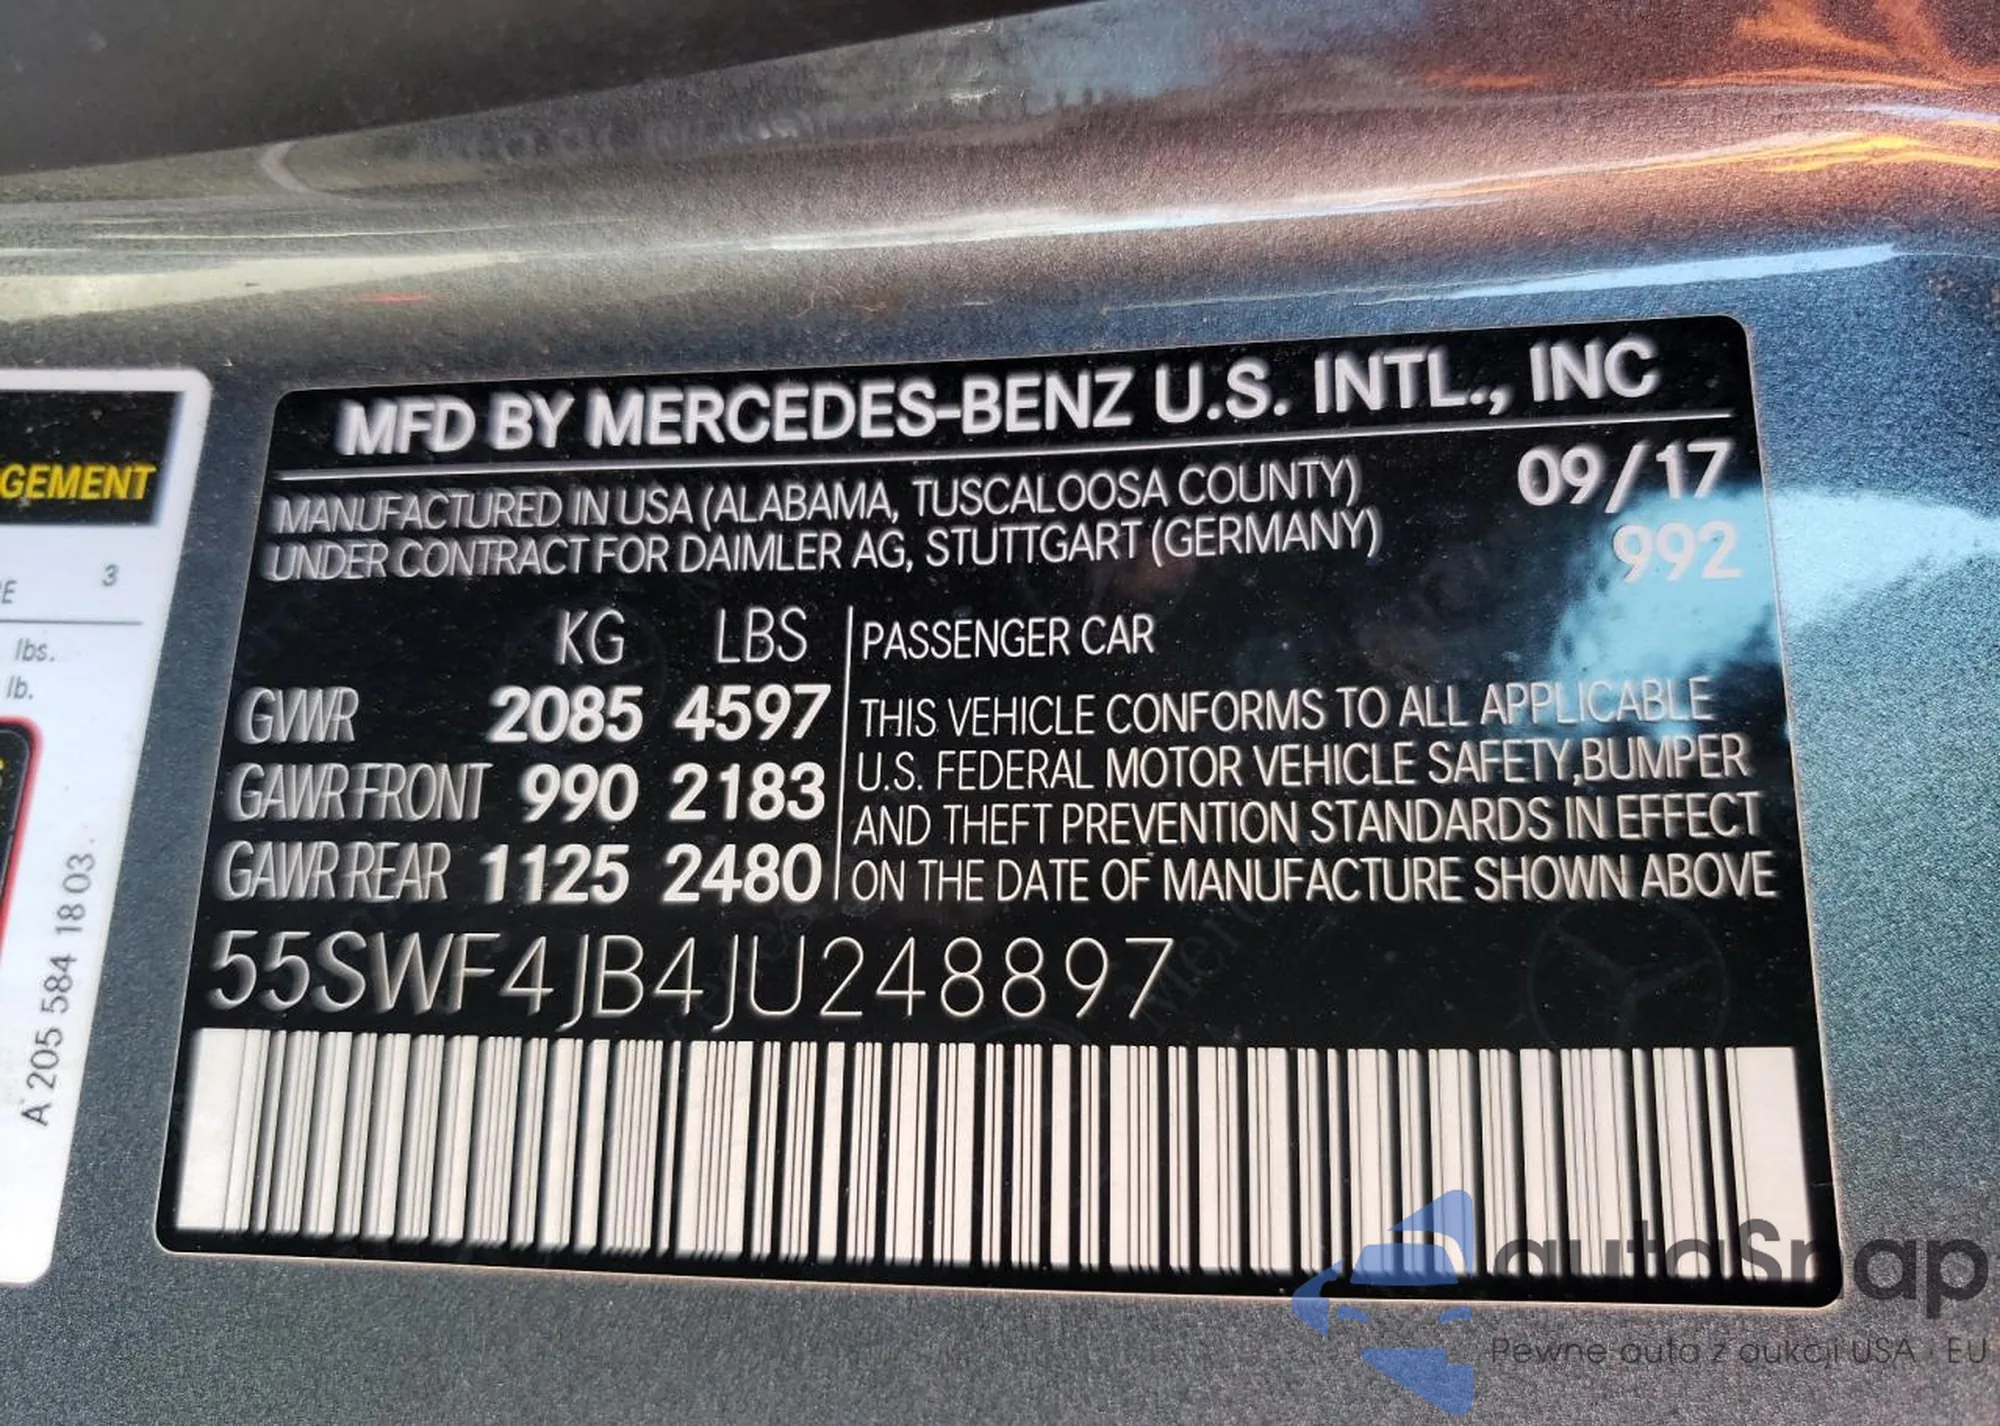 GEMENT
E 3
lbs.
lb.
A 205 584 18 03
MFD BY MERCEDES-BENZ U.S. INTL., INC
MANUFACTURED IN USA (ALABAMA, TUSCALOOSA COUNTY) 09/17
UNDER CONTRACT FOR DAIMLER AG, STUTTGART (GERMANY) 992
KG LBS PASSENGER CAR
GVWR 2085 4597 THIS VEHICLE CONFORMS TO ALL APPLICABLE
U.S. FEDERAL MOTOR VEHICLE SAFETY,BUMPER
GAWR FRONT 990 2183 AND THEFT PREVENTION STANDARDS IN EFFECT
GAWR REAR 1125 2480 ON THE DATE OF MANUFACTURE SHOWN ABOVE
55SWF4JB4JU248897
autoSnap
Pewne auta z aukcji USA · EU